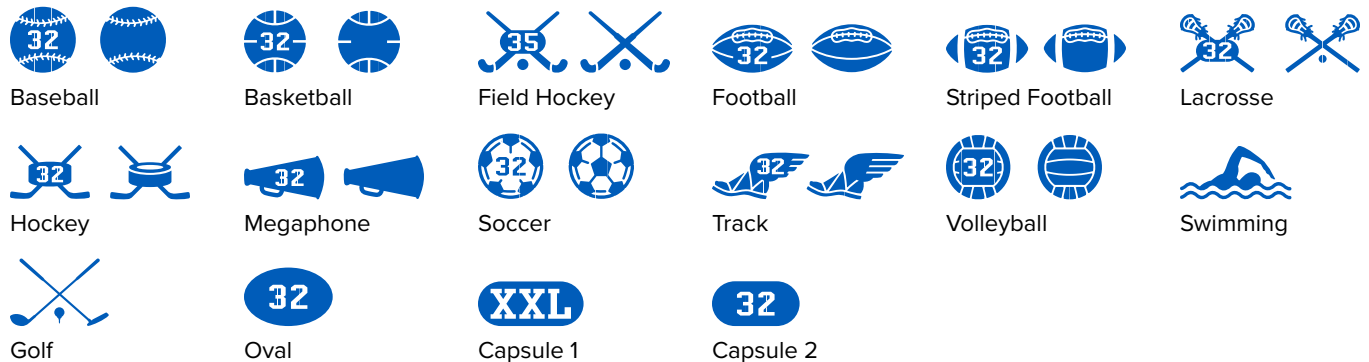 32
Baseball
32
Basketball
35
Field Hockey
32
Football
32
Striped Football
32
Lacrosse
32
Hockey
32
Megaphone
32
Soccer
32
Track
32
Volleyball
Swimming
Golf
32
Oval
XXL
Capsule 1
32
Capsule 2